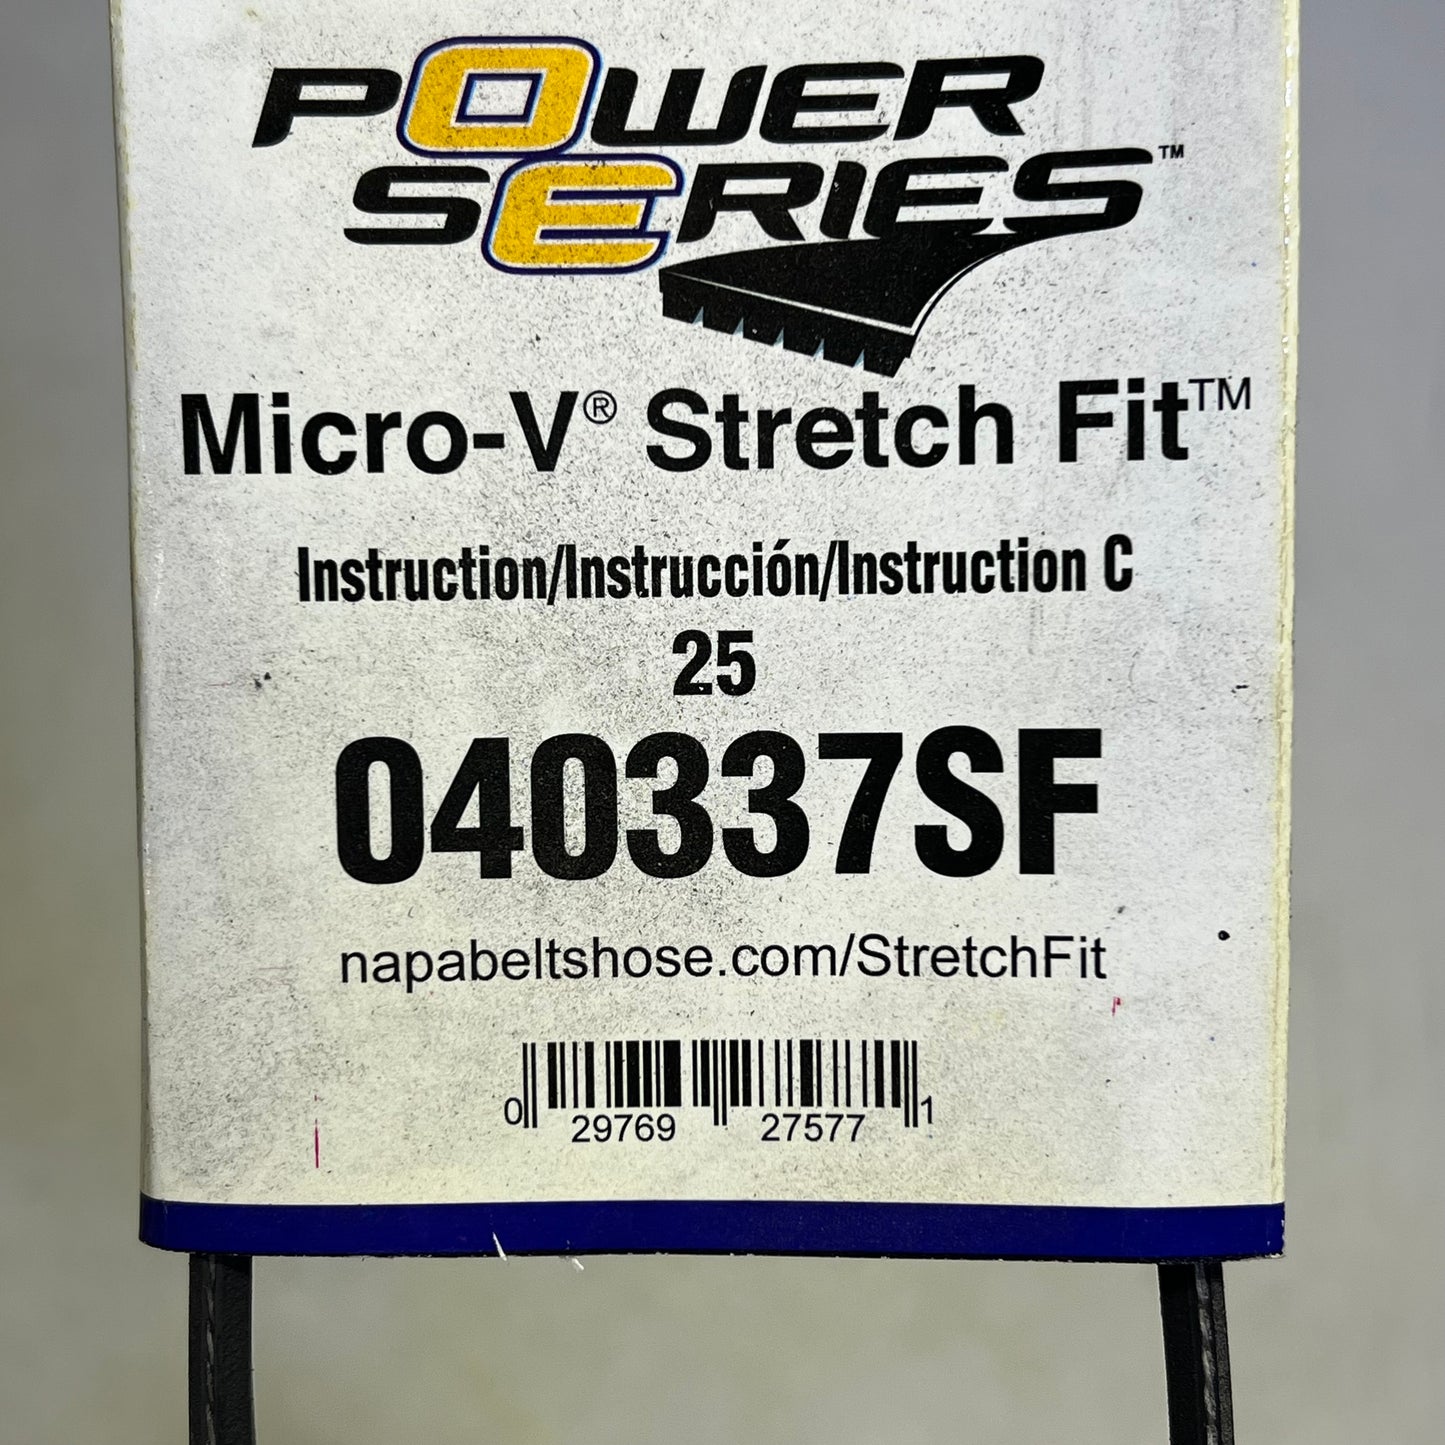 POWER
SERIES™
Micro-V® Stretch Fit™
Instruction/Instrucción/Instruction C
25
040337SF
napabeltshose.com/StretchFit
0 29769 27577 1